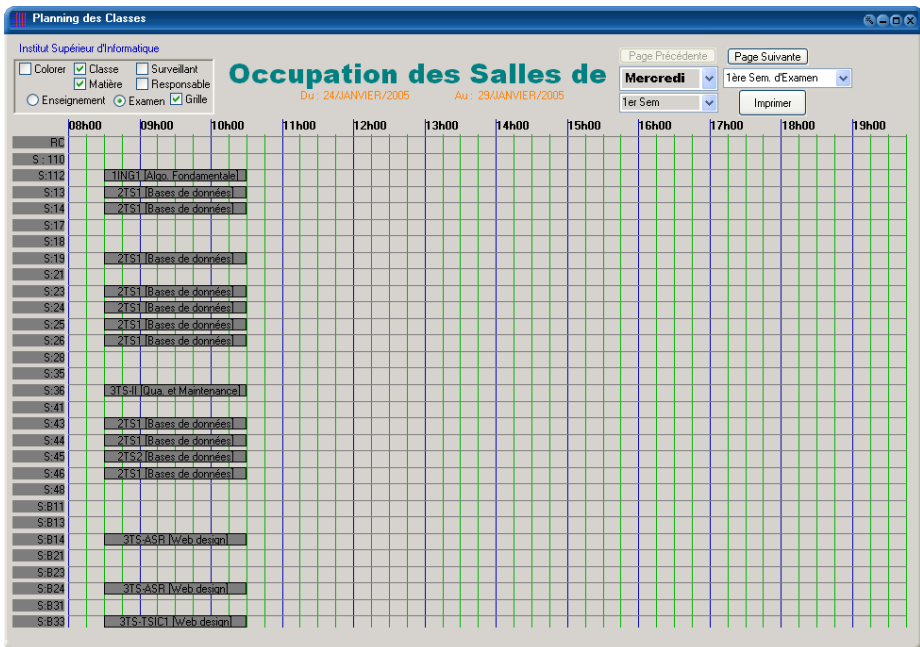 Planning des Classes
Institut Supérieur d'Informatique
Colorer Classe Surveillant
Matière Responsable
Enseignement Examen Grille
Occupation des Salles de
Du : 24/JANVIER/2005 Au : 29/JANVIER/2005
Page Précédente Page Suivante
Mercredi 1ère Sem. d'Examen
1er Sem Imprimer
08h00 09h00 10h00 11h00 12h00 13h00 14h00 15h00 16h00 17h00 18h00 19h00
RC
S : 110
S:112 1ING1 [Algo. Fondamentale]
S:13 2TS1 [Bases de données]
S:14 2TS1 [Bases de données]
S:17
S:18
S:19 2TS1 [Bases de données]
S:21
S:23 2TS1 [Bases de données]
S:24 2TS1 [Bases de données]
S:25 2TS1 [Bases de données]
S:26 2TS1 [Bases de données]
S:28
S:35
S:36 3TS-II [Qua. et Maintenance]
S:41
S:43 2TS1 [Bases de données]
S:44 2TS1 [Bases de données]
S:45 2TS2 [Bases de données]
S:46 2TS1 [Bases de données]
S:48
S:B11
S:B13
S:B14 3TS-ASR [Web design]
S:B21
S:B23
S:B24 3TS-ASR [Web design]
S:B31
S:B33 3TS-TSIC1 [Web design]